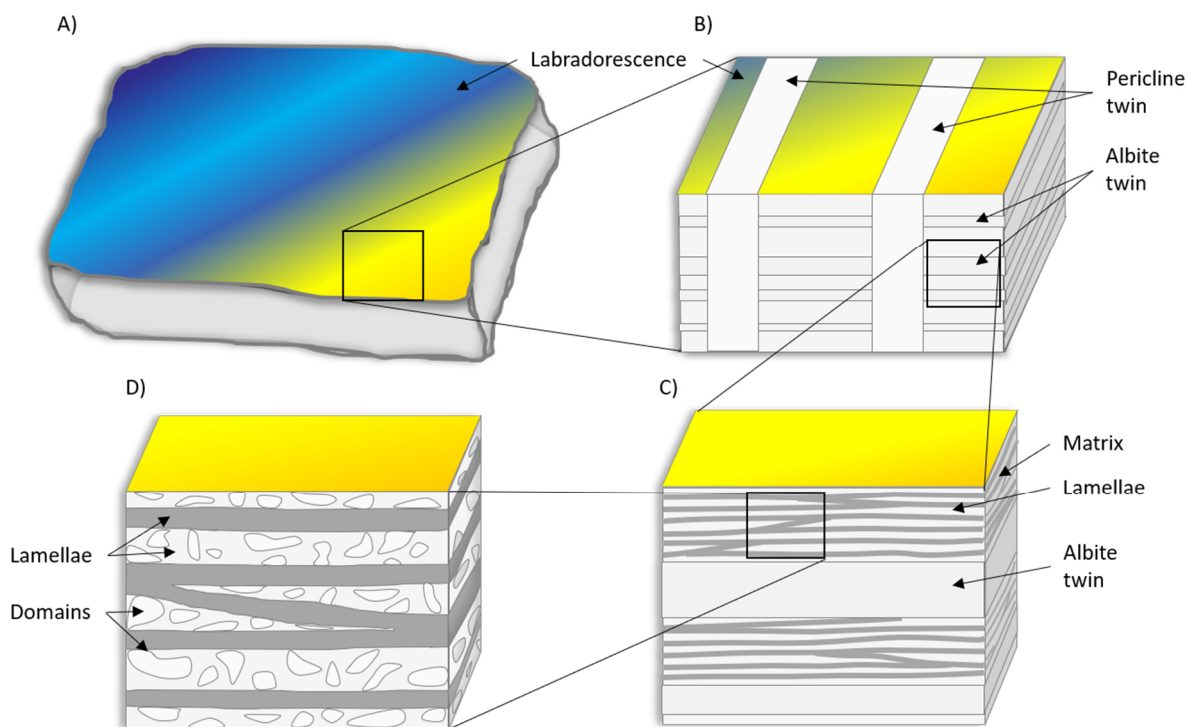 A)
B)
Labradorescence
Pericline
twin
Albite
twin
D)
C)
Matrix
Lamellae
Lamellae
Albite
twin
Domains